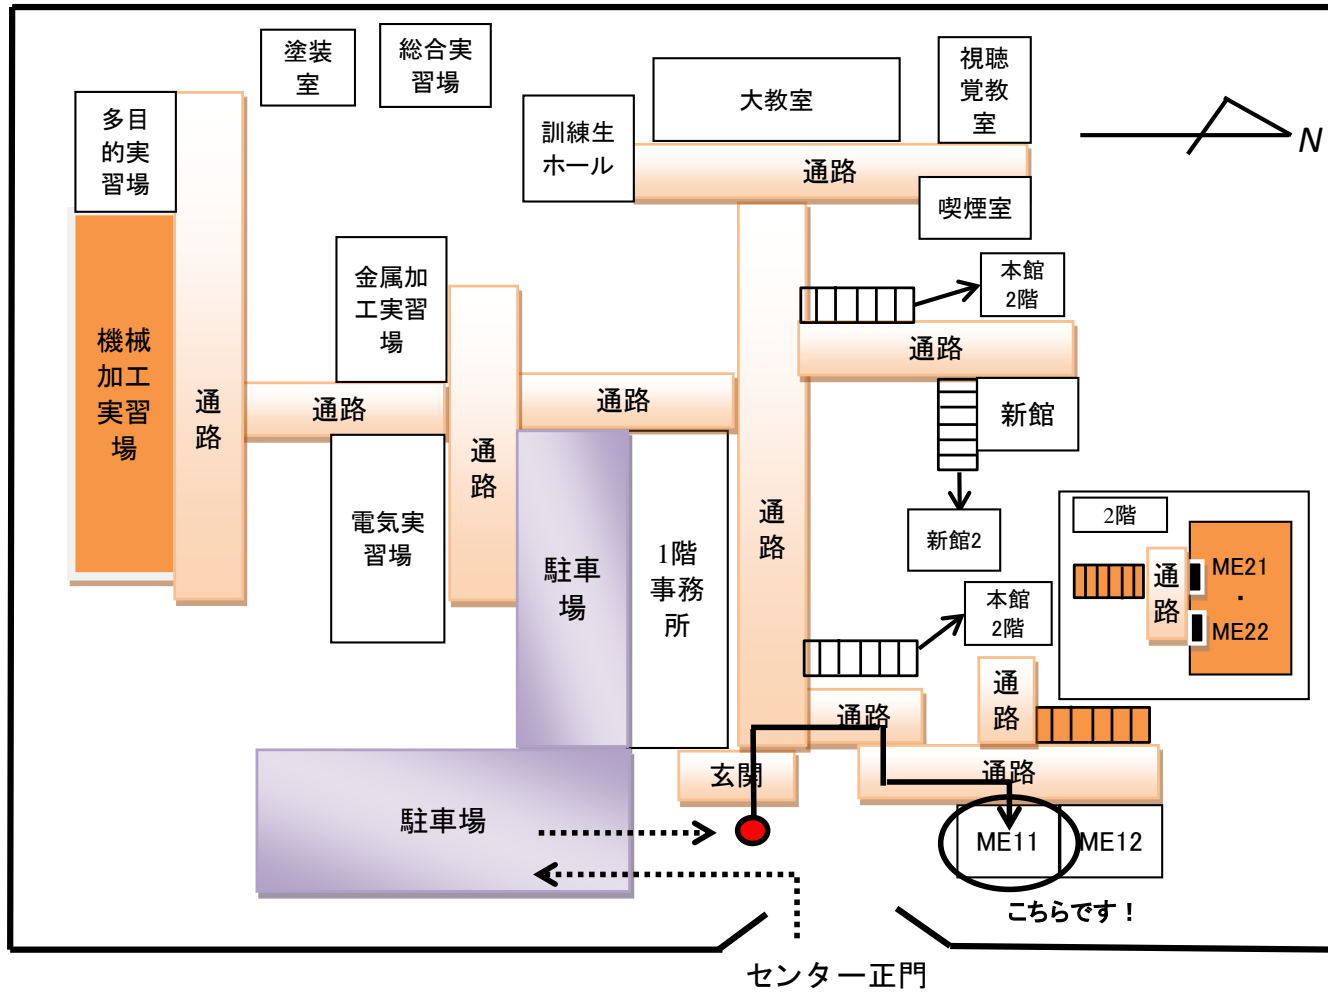 塗装
室
総合実
習場
大教室
視聴
覚教
室
多目
的実
習場
訓練生
ホール
通路
喫煙室
N
金属加
工実習
場
本館
2階
機械
加工
実習
場
通
路
通路
通
路
通路
通路
新館
新館2
電気実
習場
駐車
場
1階
事務
所
通
路
本館
2階
2階
通
路
ME21
・
ME22
通路
通
路
通路
玄関
駐車場
ME11
ME12
こちらです！
センター正門